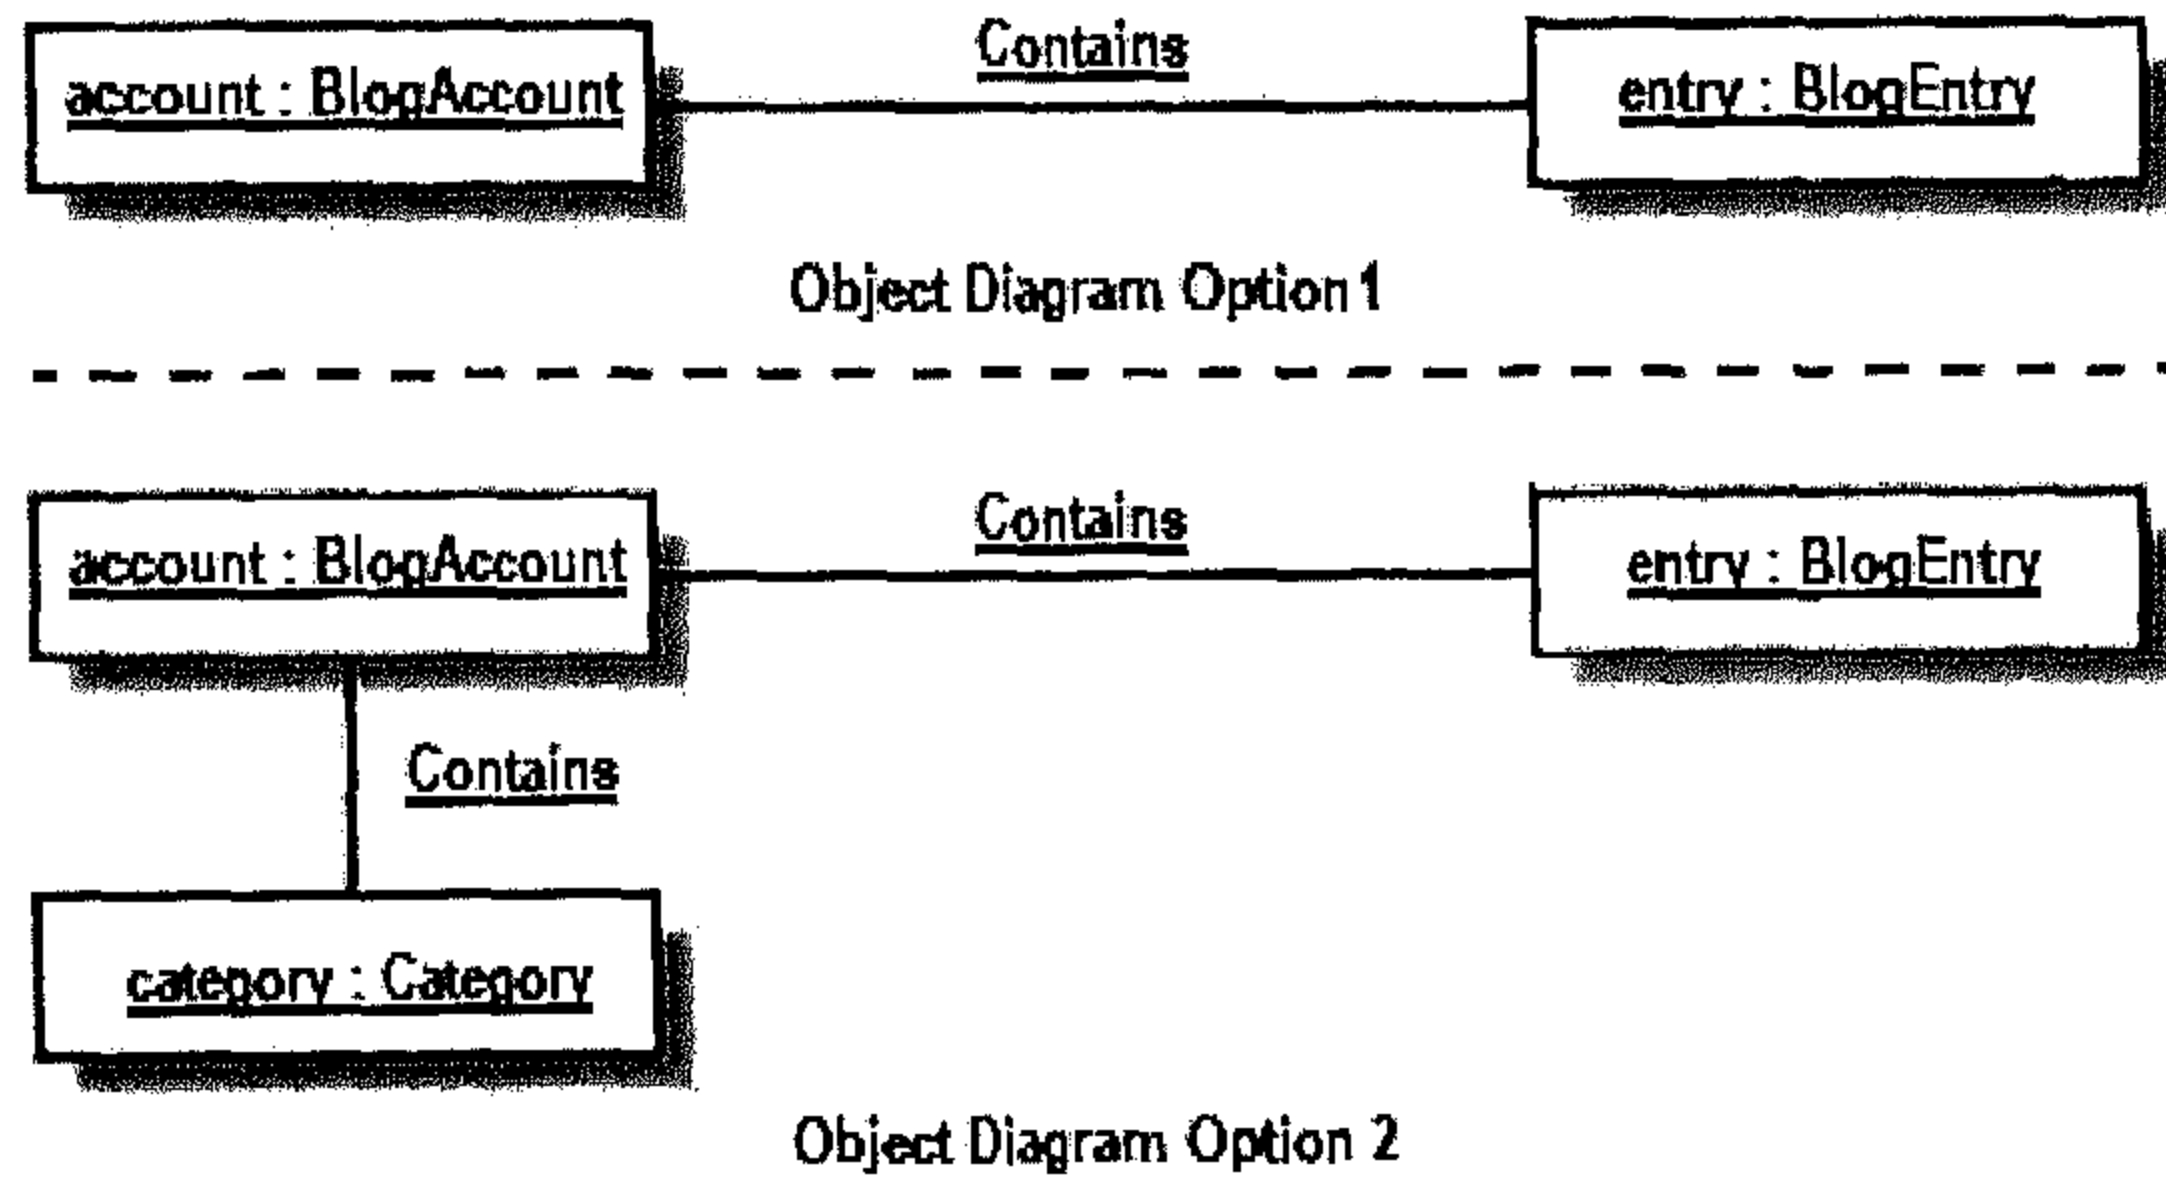 Contains
account : BlogAccount
entry : BlogEntry
Object Diagram Option 1
Contains
account : BlogAccount
entry : BlogEntry
Contains
category : Category
Object Diagram Option 2